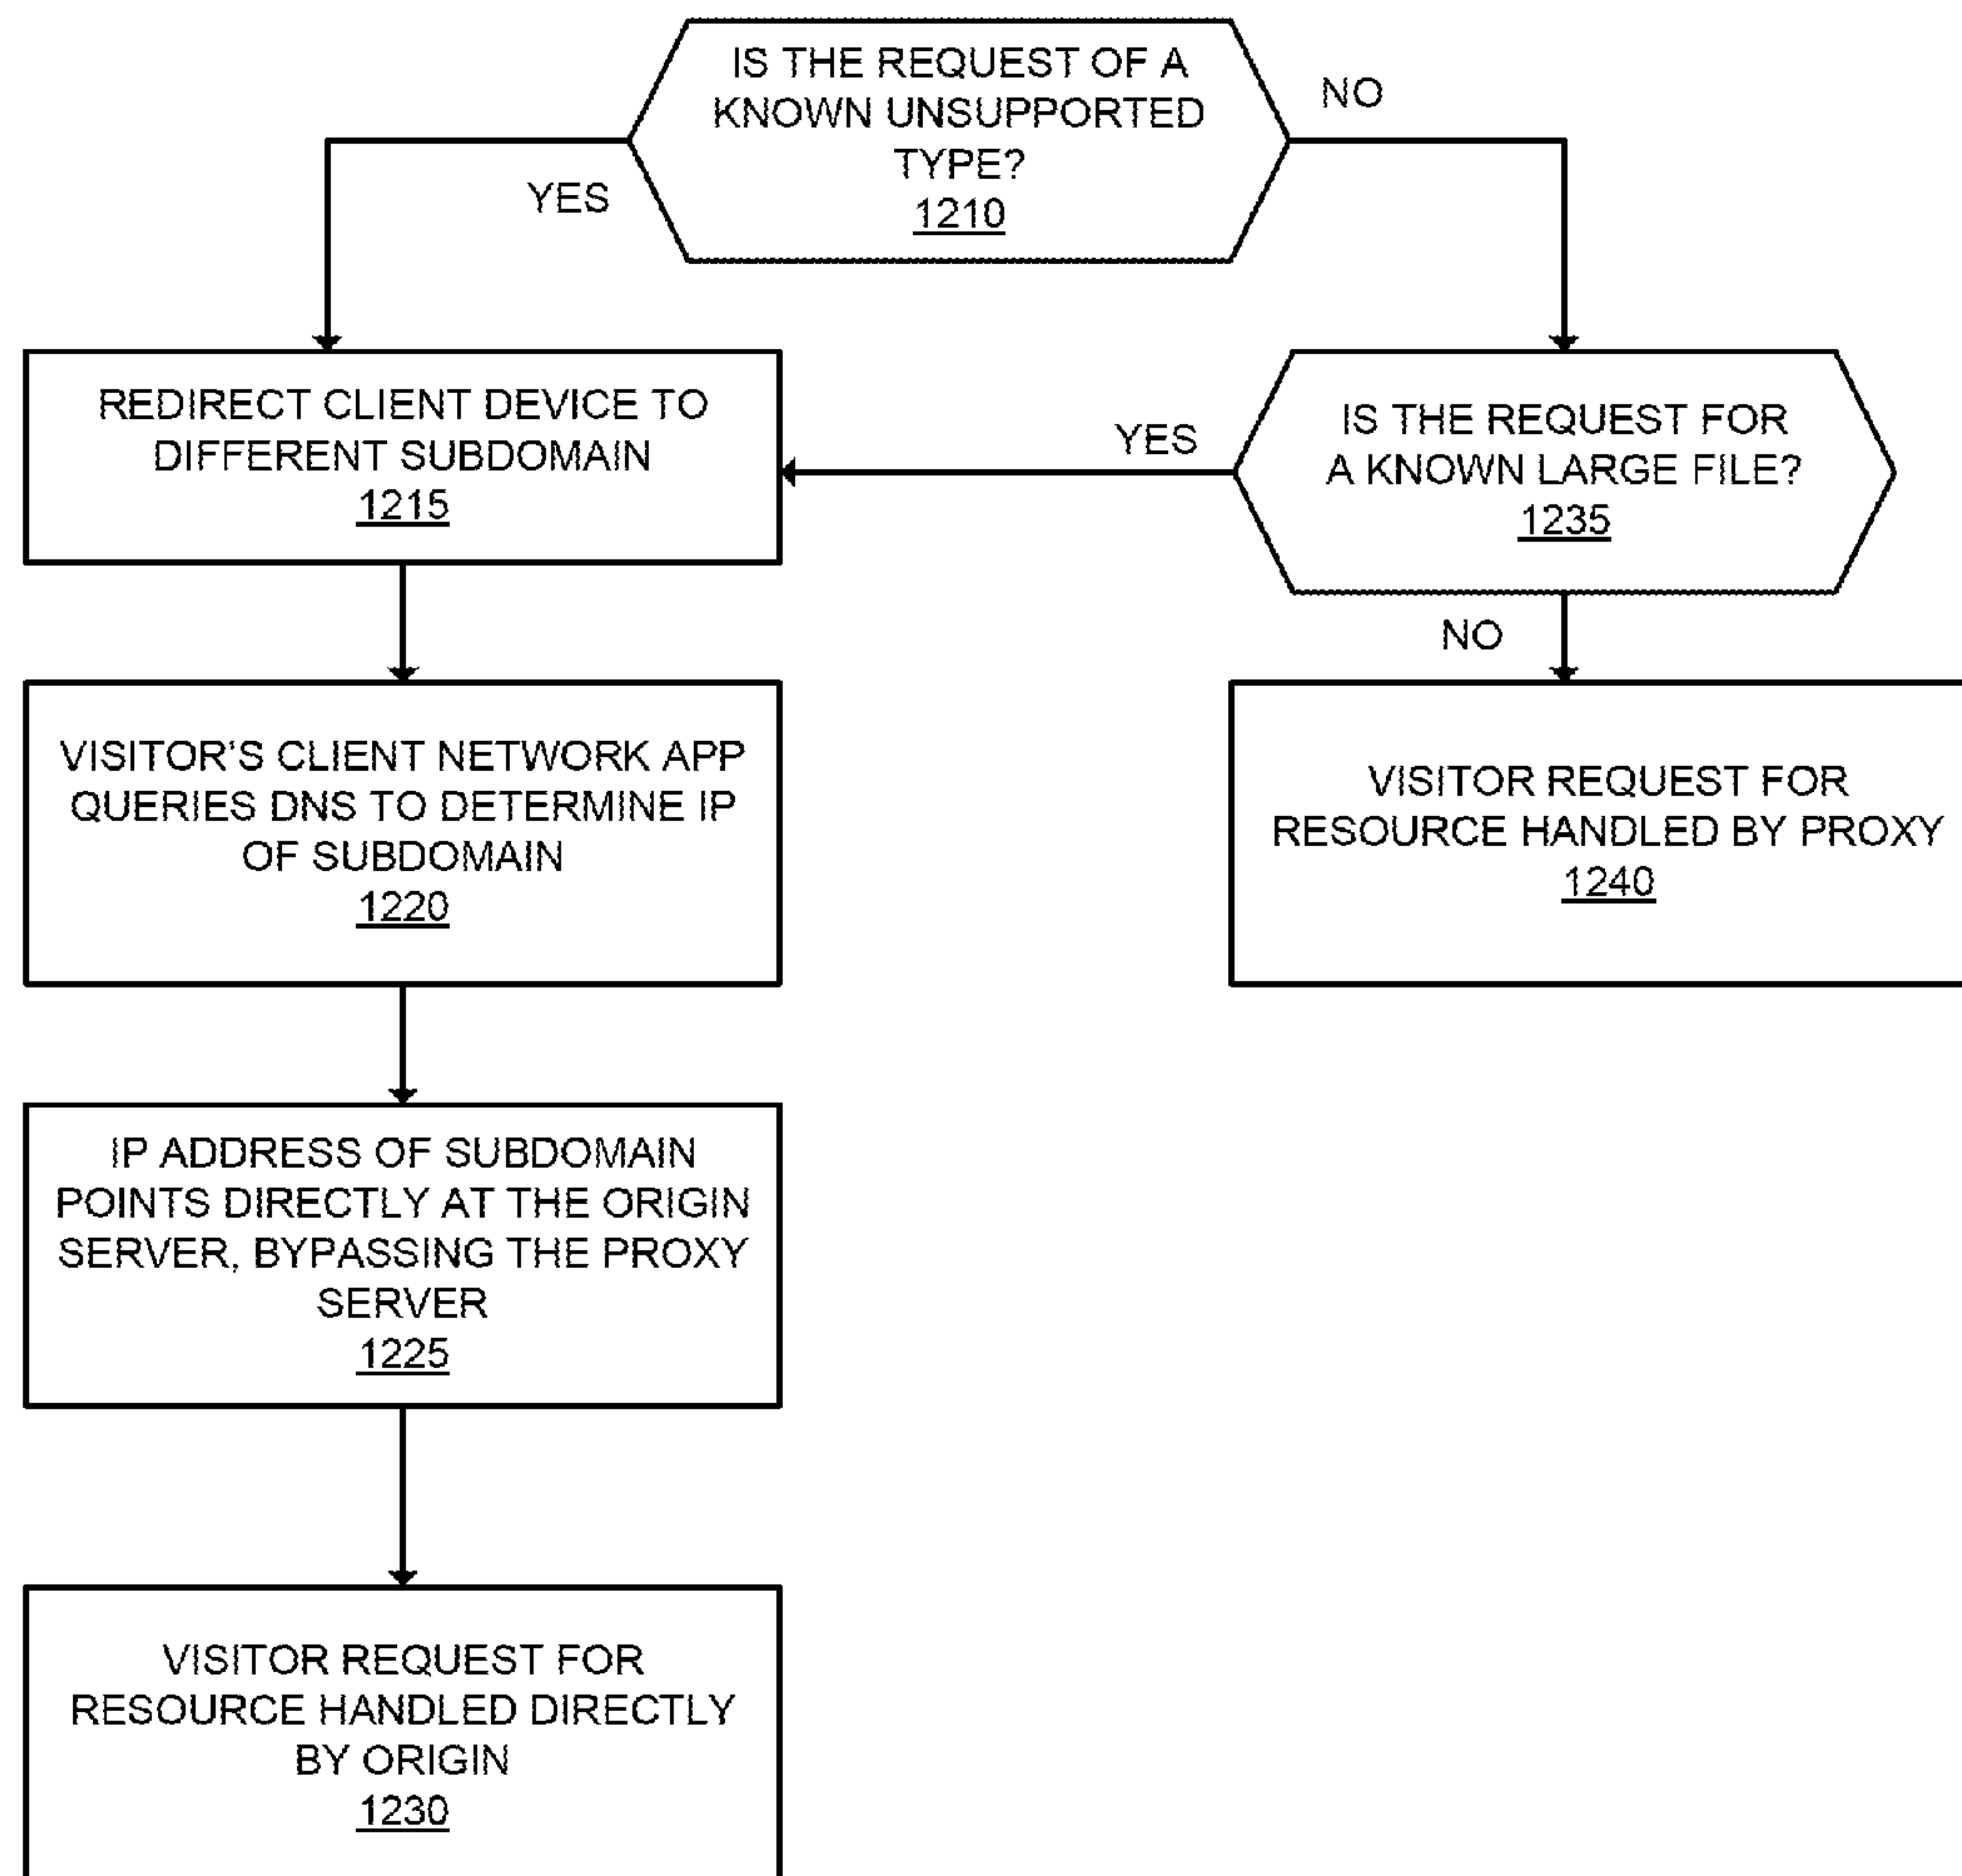 IS THE REQUEST OF A
KNOWN UNSUPPORTED
TYPE?
1210
YES
NO
REDIRECT CLIENT DEVICE TO
DIFFERENT SUBDOMAIN
1215
YES
IS THE REQUEST FOR
A KNOWN LARGE FILE?
1235
NO
VISITOR'S CLIENT NETWORK APP
QUERIES DNS TO DETERMINE IP
OF SUBDOMAIN
1220
VISITOR REQUEST FOR
RESOURCE HANDLED BY PROXY
1240
IP ADDRESS OF SUBDOMAIN
POINTS DIRECTLY AT THE ORIGIN
SERVER, BYPASSING THE PROXY
SERVER
1225
VISITOR REQUEST FOR
RESOURCE HANDLED DIRECTLY
BY ORIGIN
1230